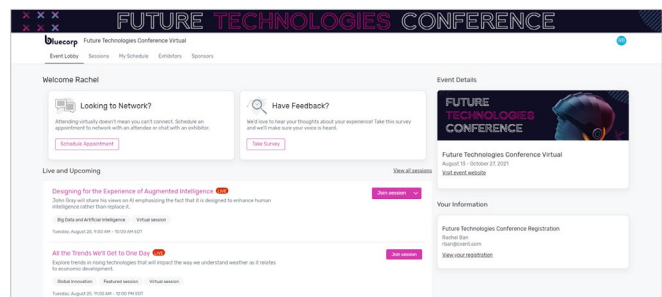 FUTURE TECHNOLOGIES CONFERENCE
bluecorp Future Technologies Conference Virtual
Event Lobby Sessions My Schedule Exhibitors Sponsors
Welcome Rachel
Looking to Network?
Attending virtually doesn't mean you can't connect. Schedule an
appointment to network with an attendee or chat with an exhibitor.
Schedule Appointment
Have Feedback?
We'd love to hear your thoughts about your experience! Take this survey
and we'll make sure your voice is heard.
Take Survey
Live and Upcoming
View all sessions
Designing for the Experience of Augmented Intelligence Live
John Gray will share his views on AI emphasizing the fact that it is designed to enhance human
intelligence rather than replace it.
Join session
Big Data and Artificial Intelligence Virtual session
Tuesday, August 25, 9:00 AM - 10:00 AM EDT
All the Trends We'll Get to One Day Live
Explore trends in rising technologies that will impact the way we understand weather as it relates
to economic development.
Join session
Global Innovation Featured session Virtual session
Tuesday, August 25, 11:00 AM - 12:00 PM EDT
Event Details
FUTURE
TECHNOLOGIES
CONFERENCE
Future Technologies Conference Virtual
August 13 - October 27, 2021
Visit event website
Your Information
Future Technologies Conference Registration
Rachel Ban
rban@cvent.com
View your registration